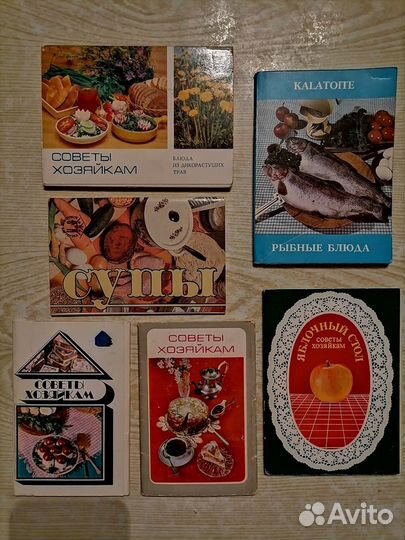 СОВЕТЫ
ХОЗЯЙКАМ
БЛЮДА
ИЗ ДИКОРАСТУЩИХ
ТРАВ
KALATOITE
РЫБНЫЕ БЛЮДА
СУПЫ
СОВЕТЫ
ХОЗЯЙКАМ
СОВЕТЫ
ХОЗЯЙКАМ
ЯБЛОЧНЫЙ СТОЛ
СОВЕТЫ
ХОЗЯЙКАМ
Avito